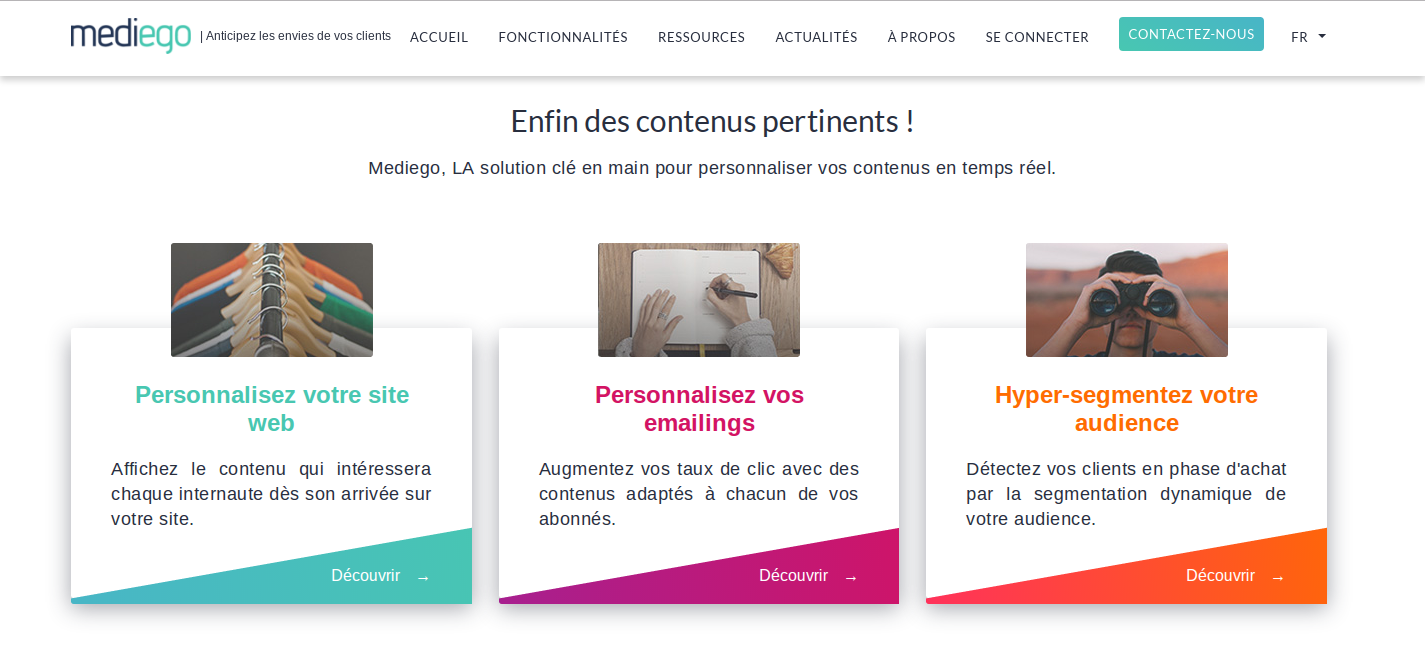 mediego | Anticipez les envies de vos clients ACCUEIL FONCTIONNALITÉS RESSOURCES ACTUALITÉS À PROPOS SE CONNECTER CONTACTEZ-NOUS FR
Enfin des contenus pertinents !
Mediego, LA solution clé en main pour personnaliser vos contenus en temps réel.
Personnalisez votre site
web
Affichez le contenu qui intéressera
chaque internaute dès son arrivée sur
votre site.
Découvrir →
Personnalisez vos
emailings
Augmentez vos taux de clic avec des
contenus adaptés à chacun de vos
abonnés.
Découvrir →
Hyper-segmentez votre
audience
Détectez vos clients en phase d'achat
par la segmentation dynamique de
votre audience.
Découvrir →